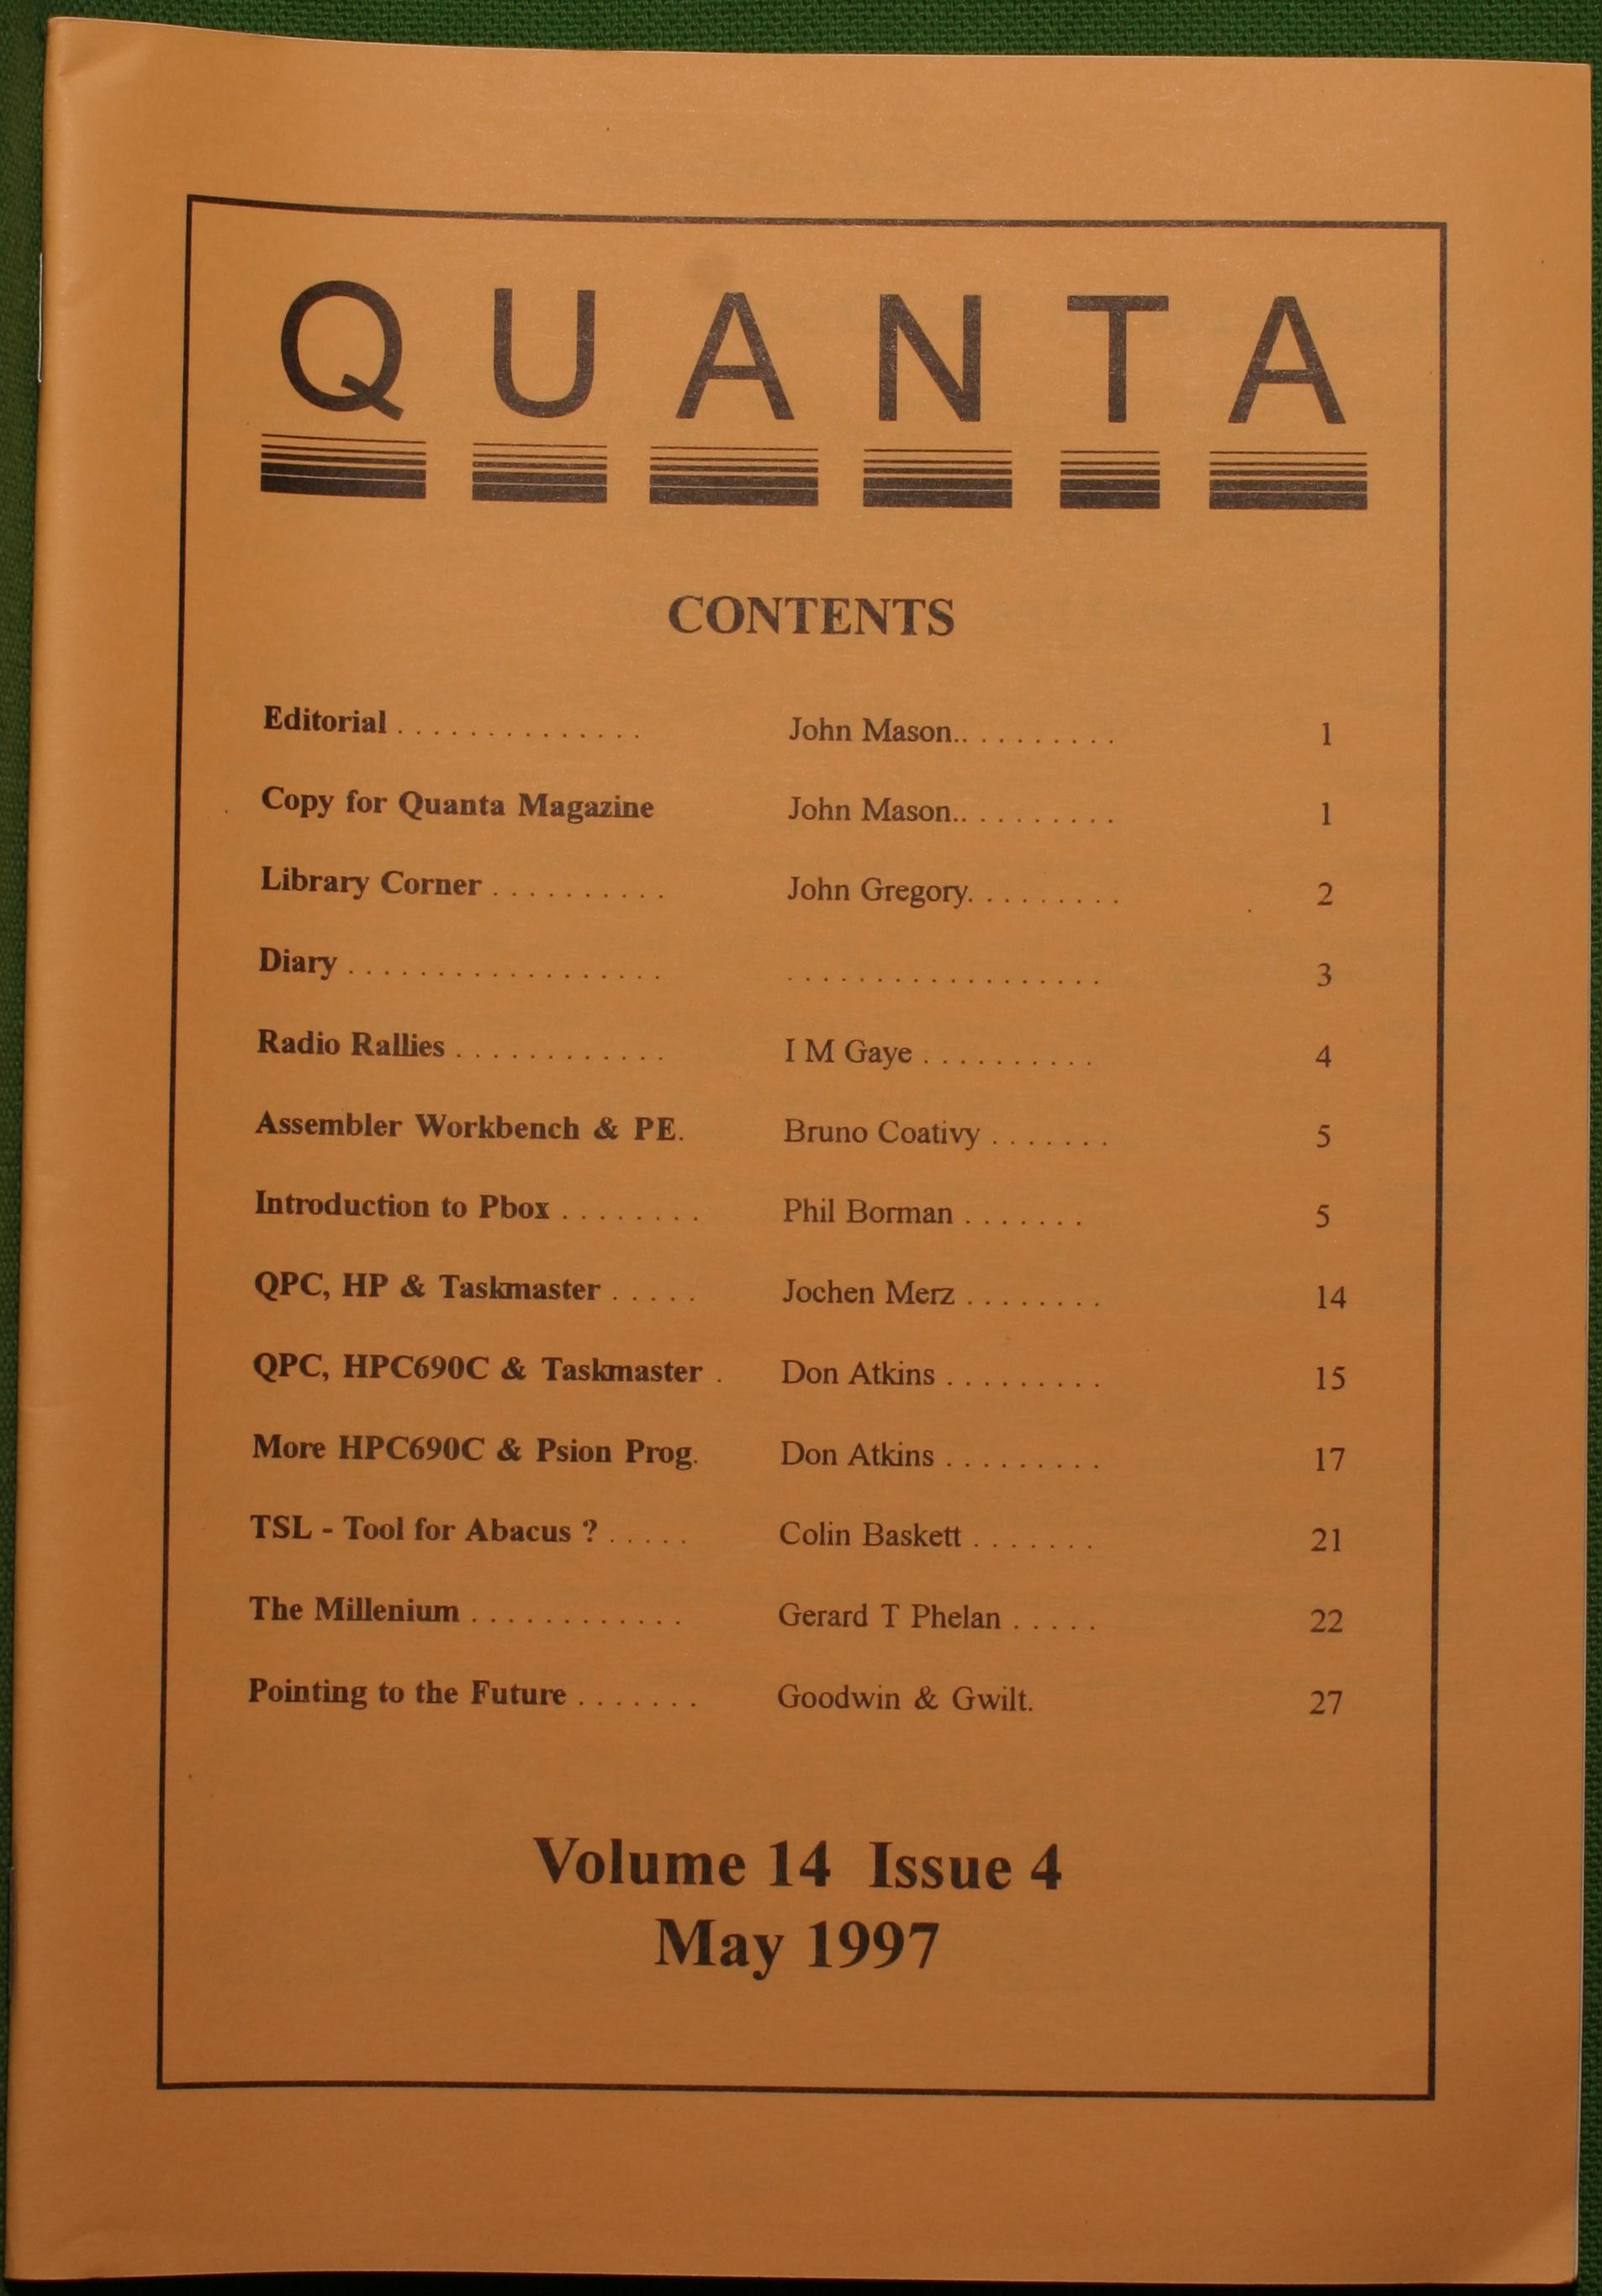 QUANTA
CONTENTS
Editorial . . . . . . . . . . . . . . John Mason.. . . . . . . . . 1
Copy for Quanta Magazine John Mason.. . . . . . . . . 1
Library Corner . . . . . . . . . . John Gregory. . . . . . . . . 2
Diary . . . . . . . . . . . . . . . . . . . . . . . . . . . . . . . . . . . . 3
Radio Rallies . . . . . . . . . . . . I M Gaye . . . . . . . . . . 4
Assembler Workbench & PE. Bruno Coativy . . . . . . . 5
Introduction to Pbox . . . . . . . . Phil Borman . . . . . . . 5
QPC, HP & Taskmaster . . . . . Jochen Merz . . . . . . . . 14
QPC, HPC690C & Taskmaster . Don Atkins . . . . . . . . . 15
More HPC690C & Psion Prog. Don Atkins . . . . . . . . . 17
TSL - Tool for Abacus ? . . . . . Colin Baskett . . . . . . . 21
The Millenium . . . . . . . . . . . . Gerard T Phelan . . . . . 22
Pointing to the Future . . . . . . . Goodwin & Gwilt. 27
Volume 14 Issue 4
May 1997